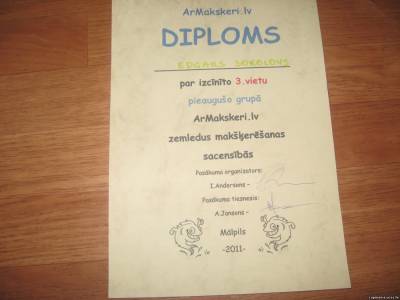 ArMakskeri.lv
DIPLOMS
EDGARS SOKOLOVS
par izcīnīto 3.vietu
pieaugušo grupā
ArMakskeri.lv
zemledus makšķerēšanas
sacensībās
Pasākuma organizators:
I.Andersons -
Pasākuma tiesnesis:
A.Jansons -
Mālpils
-2011-